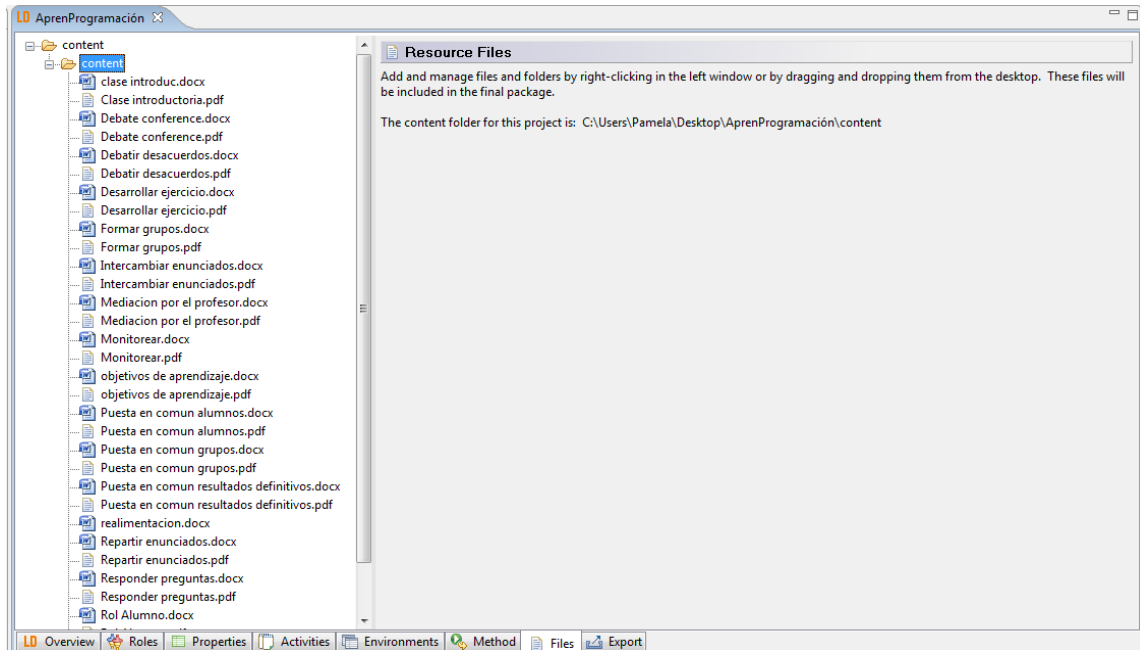 LD AprenProgramación
content
content
clase introduc.docx
Clase introductoria.pdf
Debate conference.docx
Debate conference.pdf
Debatir desacuerdos.docx
Debatir desacuerdos.pdf
Desarrollar ejercicio.docx
Desarrollar ejercicio.pdf
Formar grupos.docx
Formar grupos.pdf
Intercambiar enunciados.docx
Intercambiar enunciados.pdf
Mediacion por el profesor.docx
Mediacion por el profesor.pdf
Monitorear.docx
Monitorear.pdf
objetivos de aprendizaje.docx
objetivos de aprendizaje.pdf
Puesta en comun alumnos.docx
Puesta en comun alumnos.pdf
Puesta en comun grupos.docx
Puesta en comun grupos.pdf
Puesta en comun resultados definitivos.docx
Puesta en comun resultados definitivos.pdf
realimentacion.docx
Repartir enunciados.docx
Repartir enunciados.pdf
Responder preguntas.docx
Responder preguntas.pdf
Rol Alumno.docx
Resource Files
Add and manage files and folders by right-clicking in the left window or by dragging and dropping them from the desktop. These files will
be included in the final package.
The content folder for this project is: C:\Users\Pamela\Desktop\AprenProgramación\content
LD Overview Roles Properties Activities Environments Method Files Export